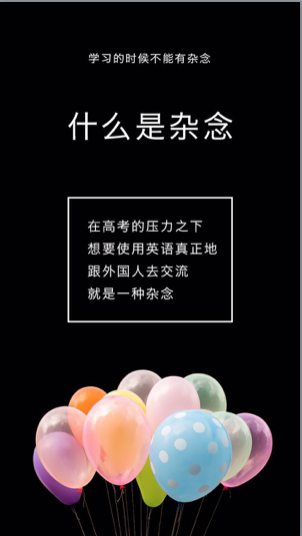 学习的时候不能有杂念
什么是杂念
在高考的压力之下
想要使用英语真正地
跟外国人去交流
就是一种杂念